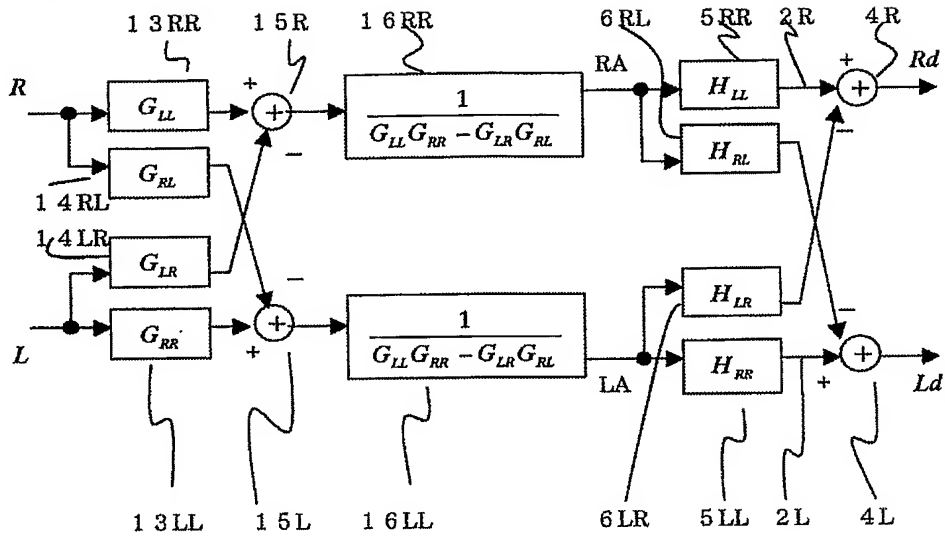 13RR 15R 16RR 6RL 5RR 2R 4R
R G_LL + 1 RA H_LL + Rd
G_LL G_RR − G_LR G_RL
+
−
−
G_RL H_RL
14RL
14LR
G_LR H_LR
−
−
+
L G_RR + 1 LA H_RR + Ld
G_LL G_RR − G_LR G_RL
+
+
13LL 15L 16LL 6LR 5LL 2L 4L